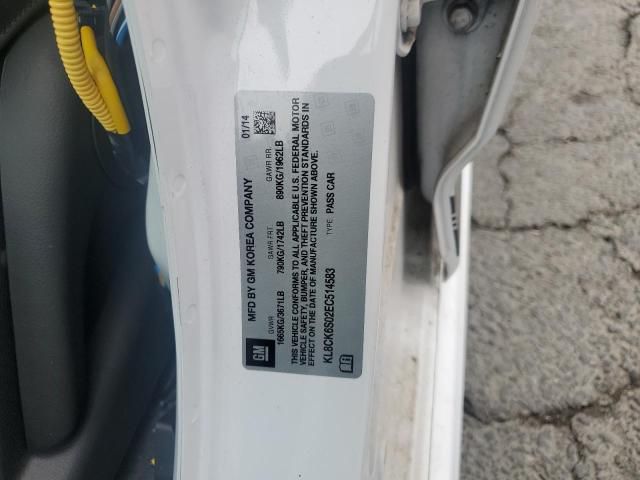 GM
MFD BY GM KOREA COMPANY 01/14
GVWR GAWR FRT. GAWR RR.
1665KG/3671LB 790KG/1742LB 890KG/1962LB
THIS VEHICLE CONFORMS TO ALL APPLICABLE U.S. FEDERAL MOTOR
VEHICLE SAFETY, BUMPER, AND THEFT PREVENTION STANDARDS IN
EFFECT ON THE DATE OF MANUFACTURE SHOWN ABOVE.
TYPE: PASS CAR
KL8CK6S02EC514583